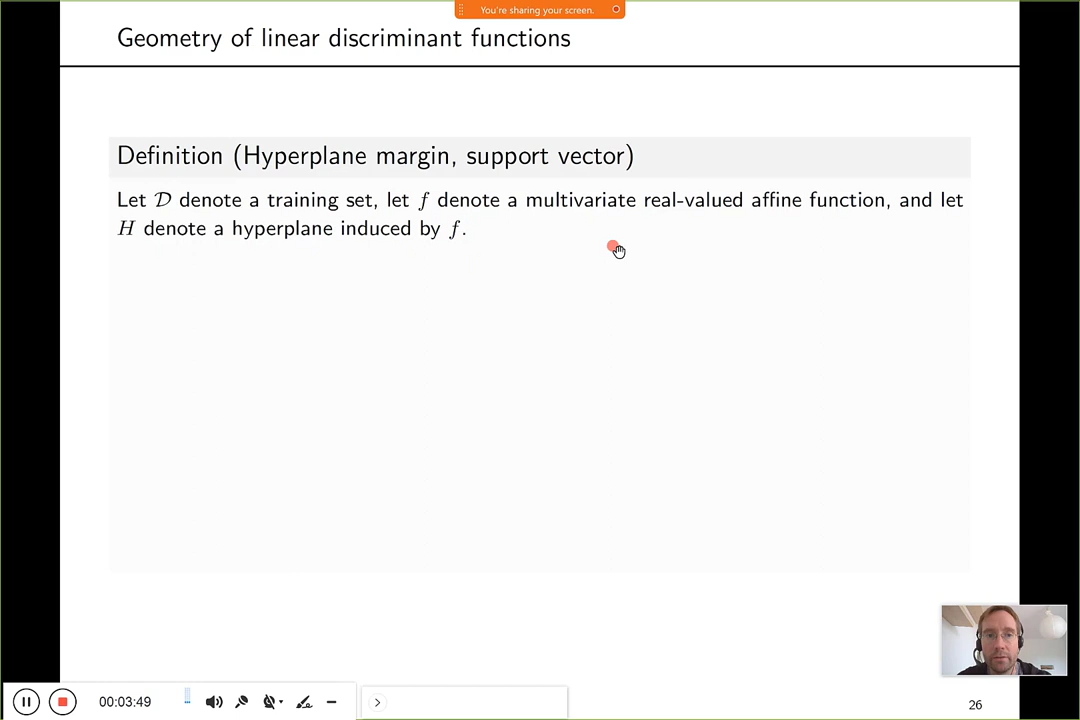 You're sharing your screen.
Geometry of linear discriminant functions
Definition (Hyperplane margin, support vector)
Let 𝒟 denote a training set, let f denote a multivariate real-valued affine function, and let
H denote a hyperplane induced by f.
00:03:49
26